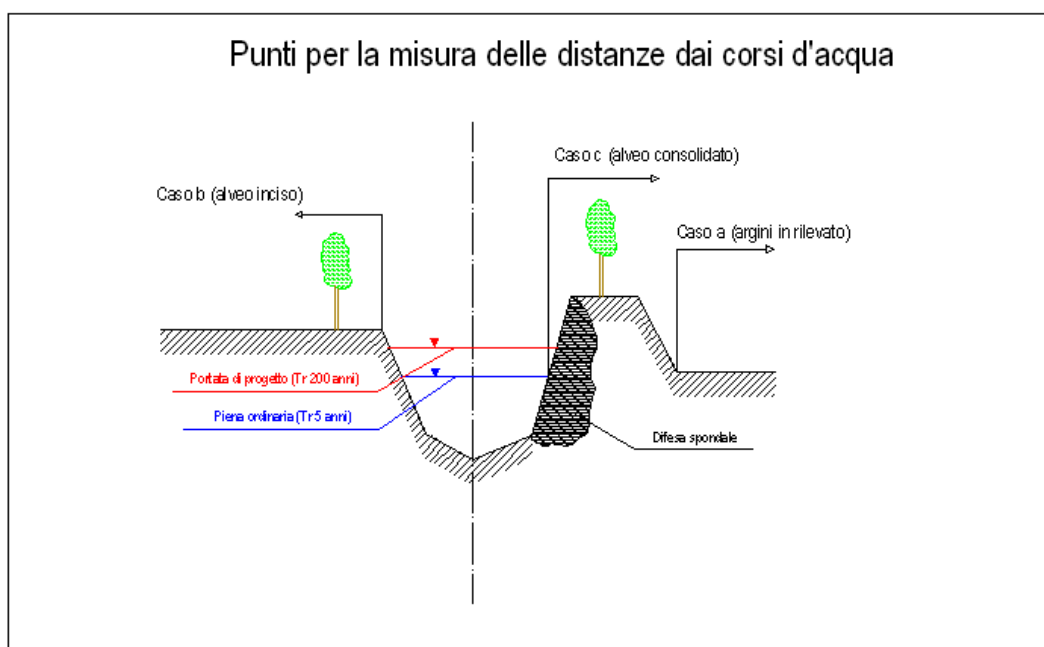 Punti per la misura delle distanze dai corsi d'acqua
Caso c (alveo consolidato)
Caso b (alveo inciso)
Caso a (argini in rilevato)
Portata di progetto (Tr 200 anni)
Piena ordinaria (Tr 5 anni)
Difesa spondale